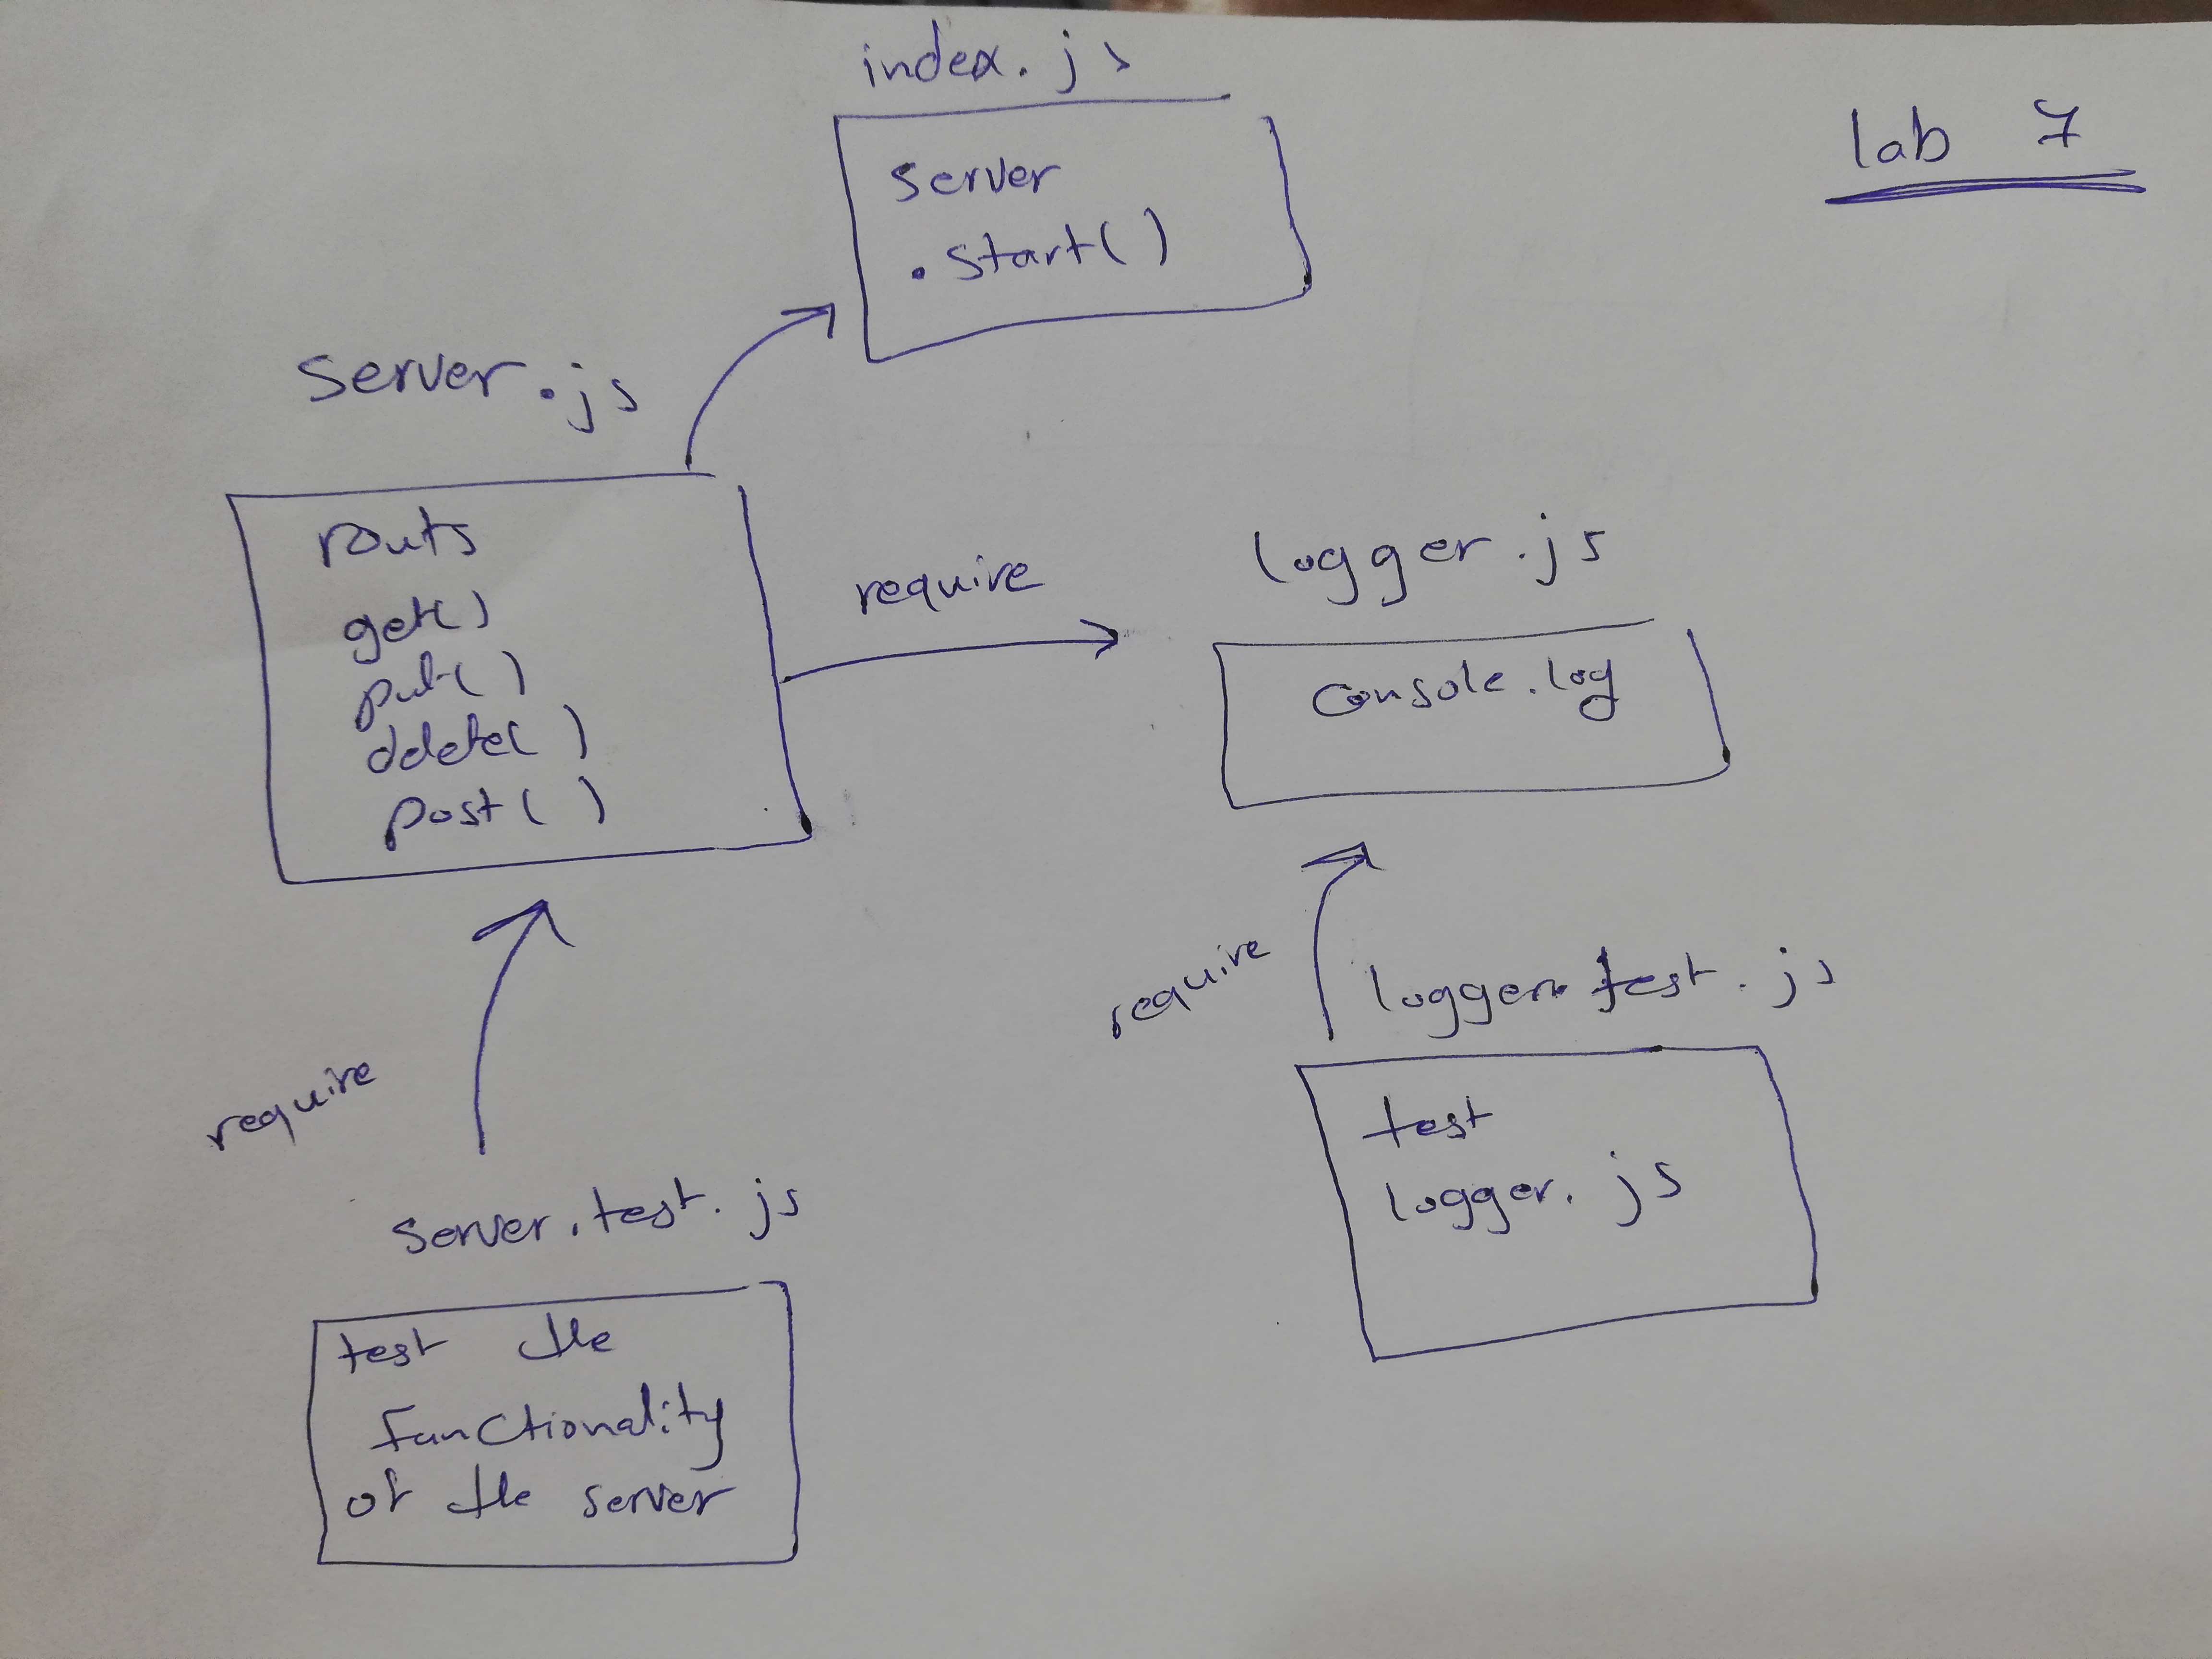 index.js
lab 7
server
.start()
server.js
routs
get()
put()
delete()
post()
require
logger.js
console.log
require
logger.test.js
test
logger.js
require
server.test.js
test the
functionality
of the server